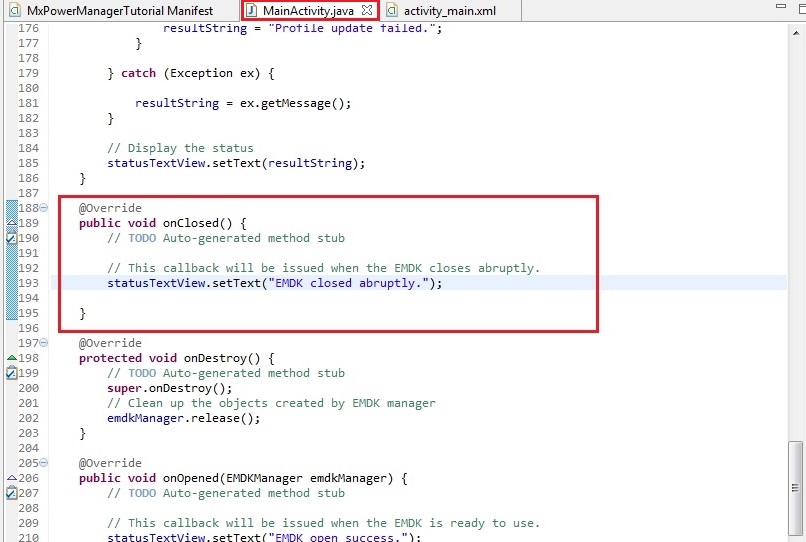 MxPowerManagerTutorial Manifest MainActivity.java activity_main.xml
176 resultString = "Profile update failed.";
177 }
178
179 } catch (Exception ex) {
180
181 resultString = ex.getMessage();
182 }
183
184 // Display the status
185 statusTextView.setText(resultString);
186 }
187
188 @Override
189 public void onClosed() {
190 // TODO Auto-generated method stub
191
192 // This callback will be issued when the EMDK closes abruptly.
193 statusTextView.setText("EMDK closed abruptly.");
194
195 }
196
197 @Override
198 protected void onDestroy() {
199 // TODO Auto-generated method stub
200 super.onDestroy();
201 // Clean up the objects created by EMDK manager
202 emdkManager.release();
203 }
204
205 @Override
206 public void onOpened(EMDKManager emdkManager) {
207 // TODO Auto-generated method stub
208
209 // This callback will be issued when the EMDK is ready to use.
210 statusTextView.setText("EMDK open success.");